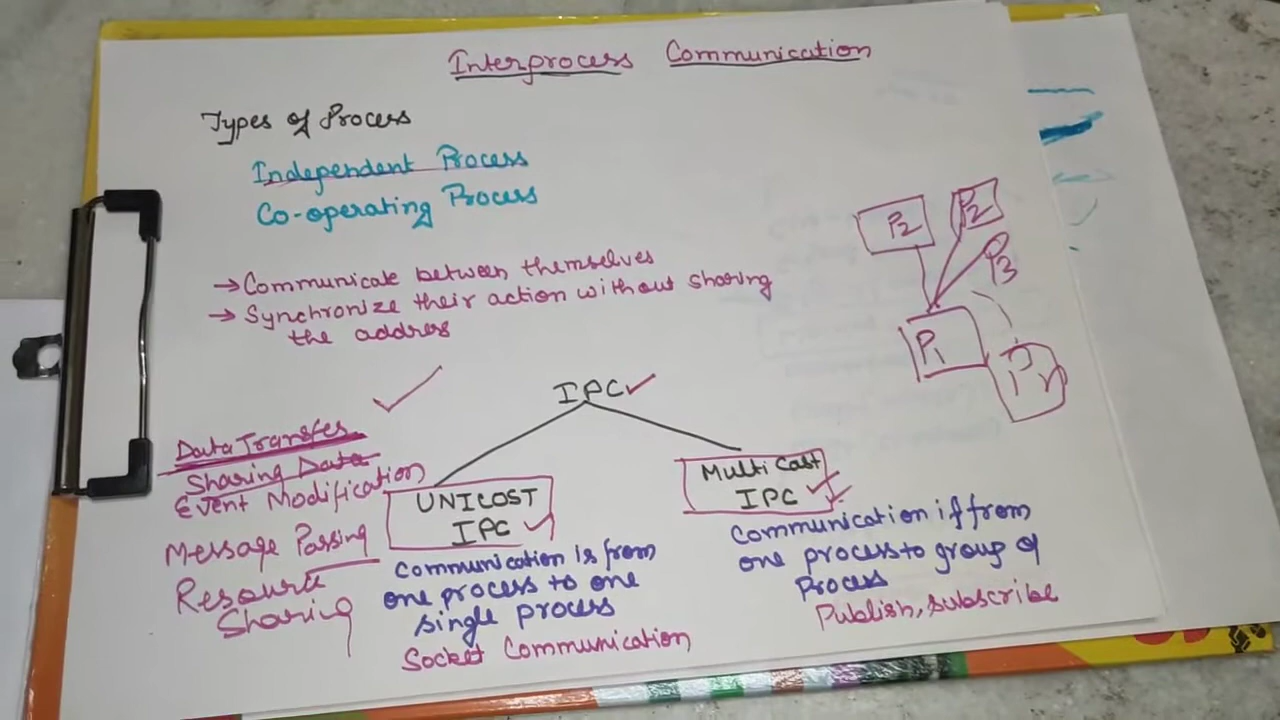 Interprocess Communication
Types of Process
Independent Process
Co-operating Process
→ Communicate between themselves
→ Synchronize their action without sharing
the address
P2
P2
P3
P1
Pn
IPC ✓
Data Transfer
Sharing Data
Event Modification
Message Passing
Resource
Sharing
UNICOST
IPC ✓
Communication is from
one process to one
single process
Socket Communication
Multi Cast
IPC ✓
Communication if from
one process to group of
Process
Publish, subscribe